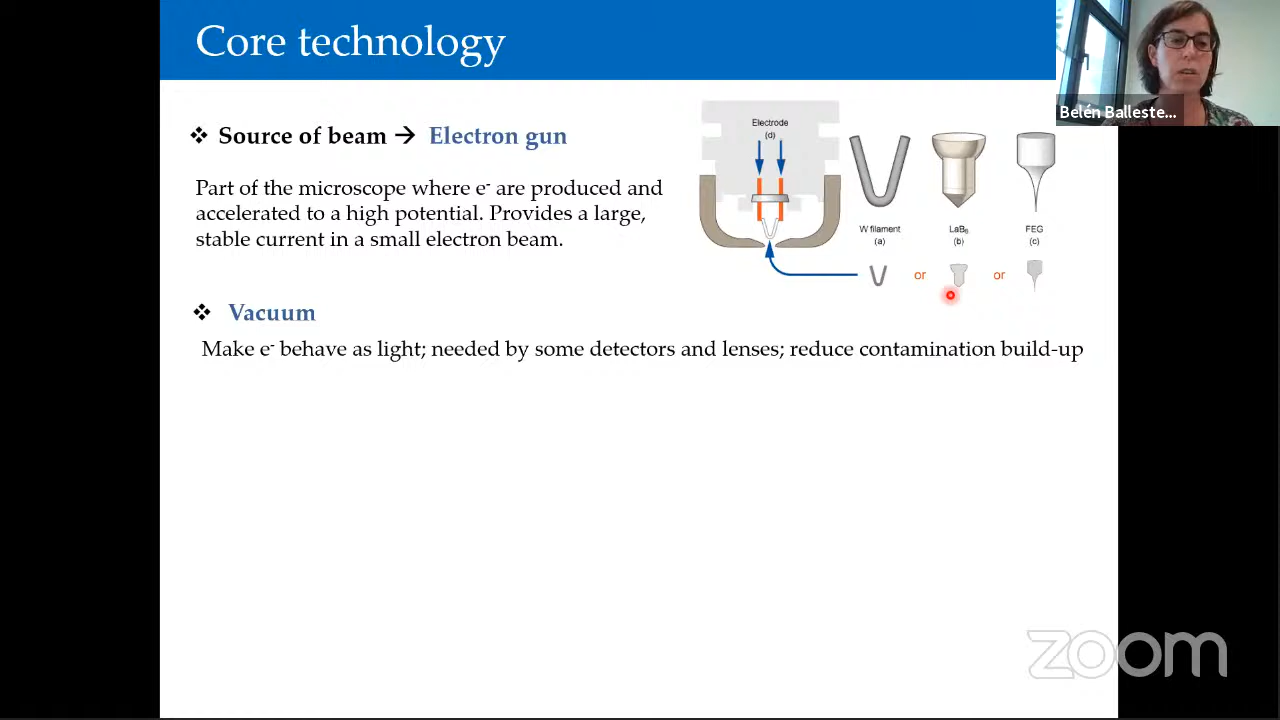 Core technology
Belén Balleste...
❖ Source of beam → Electron gun
Part of the microscope where e⁻ are produced and
accelerated to a high potential. Provides a large,
stable current in a small electron beam.
Electrode
(d)
W filament
(a)
LaB₆
(b)
FEG
(c)
or
or
❖ Vacuum
Make e⁻ behave as light; needed by some detectors and lenses; reduce contamination build-up
zoom